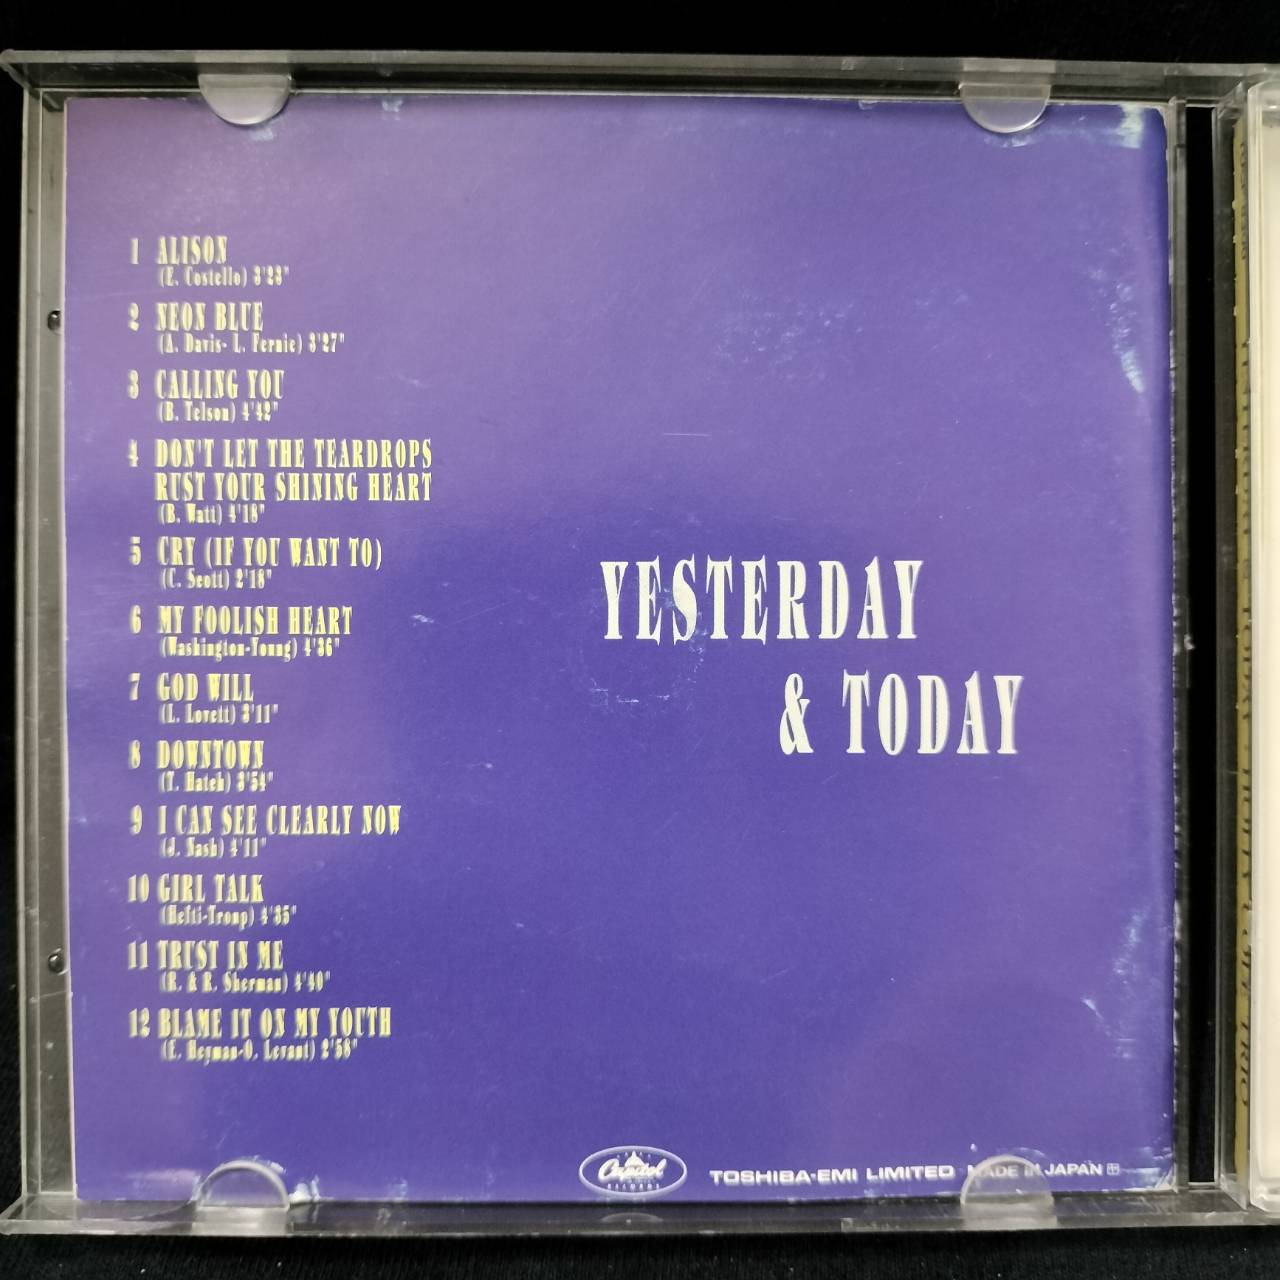 1 ALISON
(E. Costello) 3'23"
2 NEON BLUE
(A. Davis- L. Fernie) 3'27"
3 CALLING YOU
(B. Telson) 4'42"
4 DON'T LET THE TEARDROPS
RUST YOUR SHINING HEART
(B. Watt) 4'18"
5 CRY (IF YOU WANT TO)
(C. Scott) 2'18"
6 MY FOOLISH HEART
(Washington-Young) 4'36"
7 GOD WILL
(L. Lovett) 3'11"
8 DOWNTOWN
(T. Hatch) 3'54"
9 I CAN SEE CLEARLY NOW
(J. Nash) 4'11"
10 GIRL TALK
(Hefti-Troup) 4'35"
11 TRUST IN ME
(R. & R. Sherman) 4'40"
12 BLAME IT ON MY YOUTH
(E. Heyman-O. Levant) 2'58"
YESTERDAY
& TODAY
Capitol
RECORDS
TOSHIBA-EMI LIMITED MADE IN JAPAN
TRIO